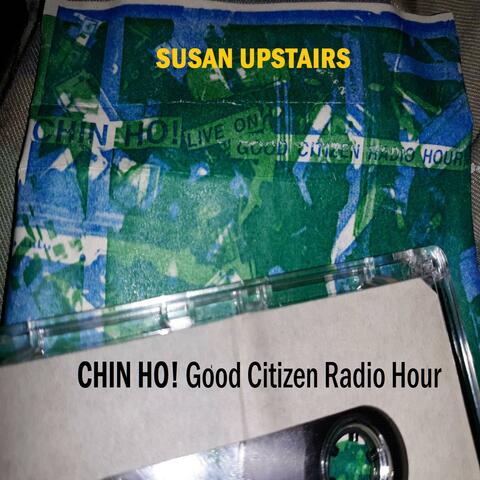 SUSAN UPSTAIRS
CHIN HO! LIVE ON
GOOD CITIZEN RADIO HOUR
CHIN HO! Good Citizen Radio Hour